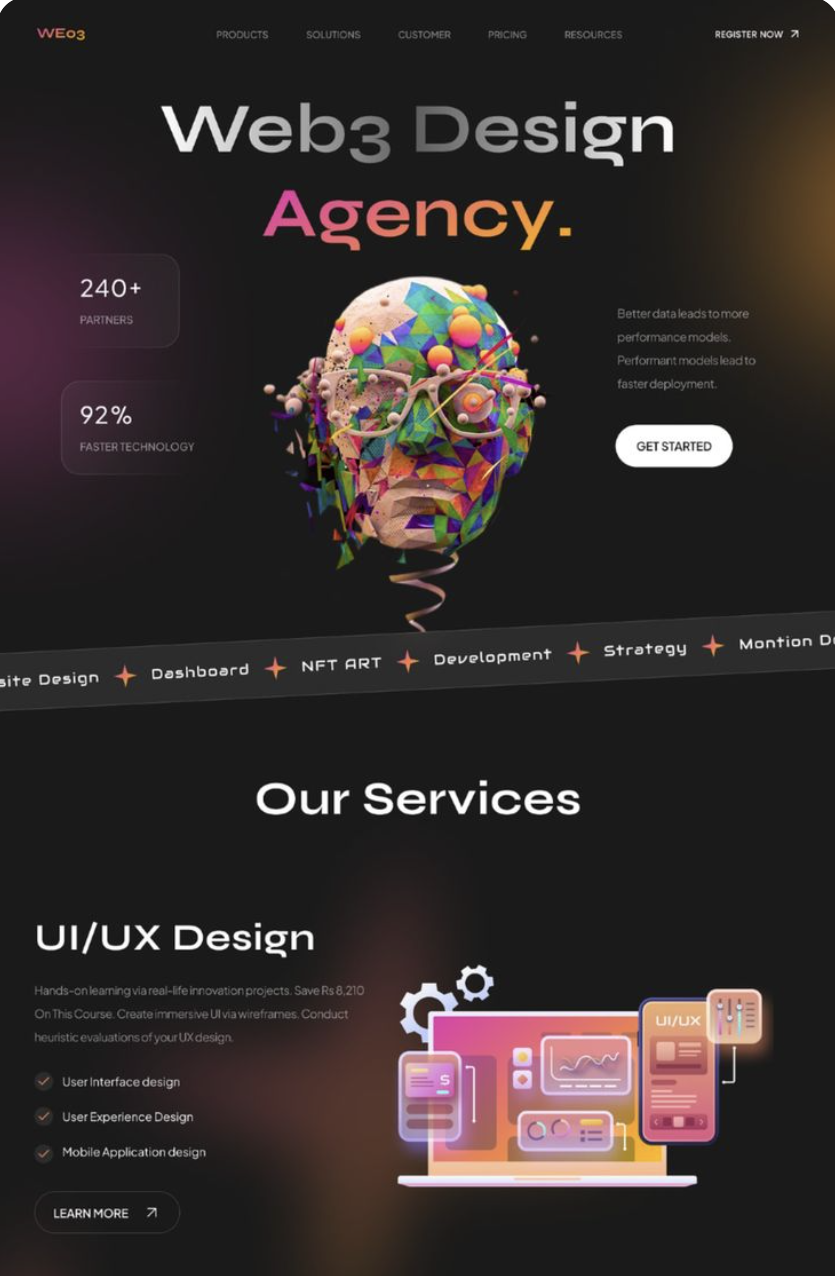 WE03
PRODUCTS SOLUTIONS CUSTOMER PRICING RESOURCES
REGISTER NOW
Web3 Design
Agency.
240+
PARTNERS
92%
FASTER TECHNOLOGY
Better data leads to more
performance models.
Performant models lead to
faster deployment.
GET STARTED
site Design Dashboard NFT ART Development Strategy Montion D
Our Services
UI/UX Design
Hands-on learning via real-life innovation projects. Save Rs 8,210
On This Course. Create immersive UI via wireframes. Conduct
heuristic evaluations of your UX design.
User Interface design
User Experience Design
Mobile Application design
LEARN MORE
UI/UX
S